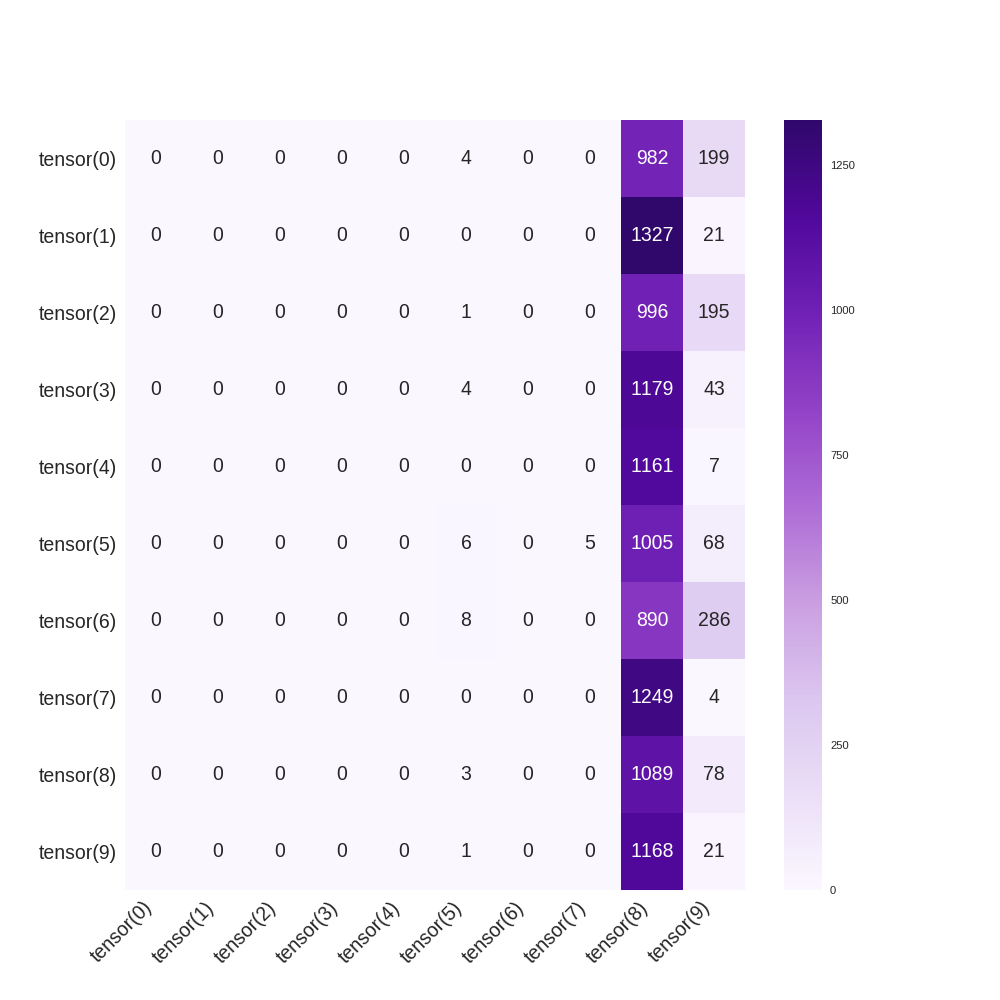 tensor(0) 0 0 0 0 0 4 0 0 982 199
tensor(1) 0 0 0 0 0 0 0 0 1327 21
tensor(2) 0 0 0 0 0 1 0 0 996 195
tensor(3) 0 0 0 0 0 4 0 0 1179 43
tensor(4) 0 0 0 0 0 0 0 0 1161 7
tensor(5) 0 0 0 0 0 6 0 5 1005 68
tensor(6) 0 0 0 0 0 8 0 0 890 286
tensor(7) 0 0 0 0 0 0 0 0 1249 4
tensor(8) 0 0 0 0 0 3 0 0 1089 78
tensor(9) 0 0 0 0 0 1 0 0 1168 21
tensor(0) tensor(1) tensor(2) tensor(3) tensor(4) tensor(5) tensor(6) tensor(7) tensor(8) tensor(9)
1250
1000
750
500
250
0